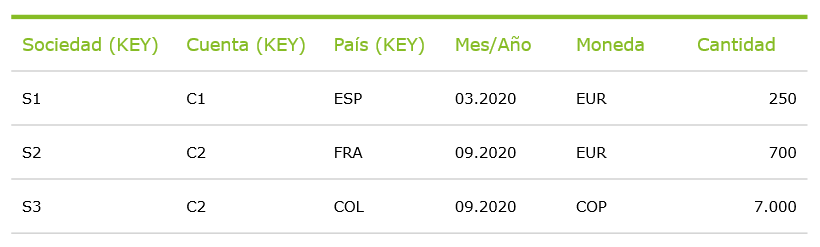 Sociedad (KEY) Cuenta (KEY) País (KEY) Mes/Año Moneda Cantidad
S1 C1 ESP 03.2020 EUR 250
S2 C2 FRA 09.2020 EUR 700
S3 C2 COL 09.2020 COP 7.000